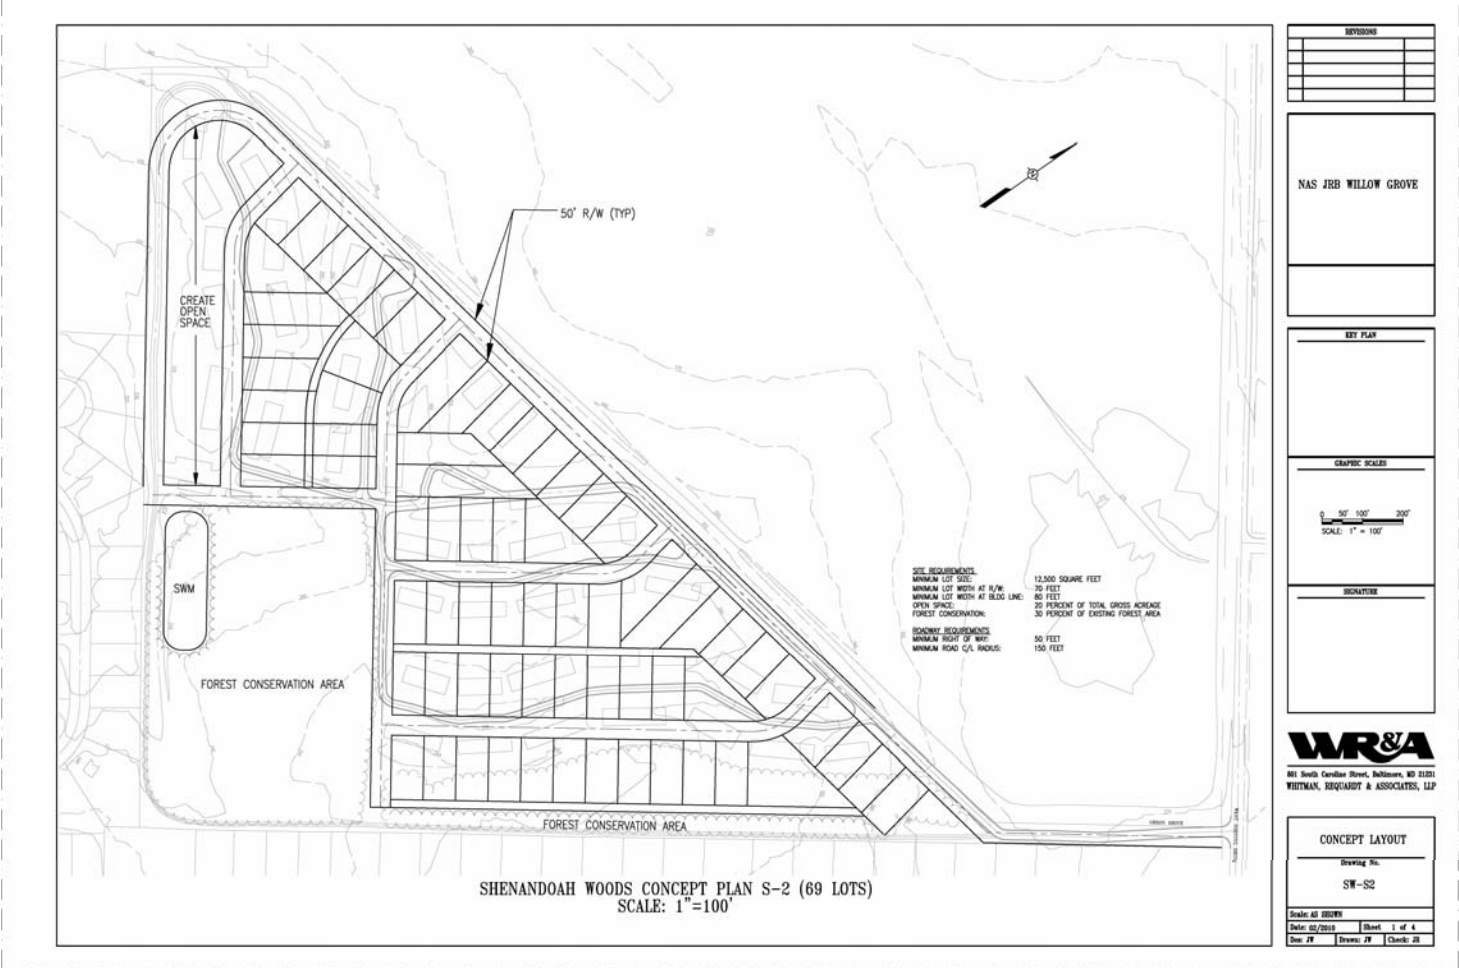 REVISIONS
NAS JRB WILLOW GROVE
KEY PLAN
GRAPHIC SCALES
0 50' 100' 200'
SCALE: 1" = 100'
SIGNATURE
WR&A
801 South Caroline Street, Baltimore, MD 21231
WHITMAN, REQUARDT & ASSOCIATES, LLP
CONCEPT LAYOUT
Drawing No.
SW-S2
Scale: AS SHOWN
Date: 02/2010 Sheet 1 of 4
Des: JW Drawn: JW Check: JR
50' R/W (TYP)
CREATE
OPEN
SPACE
SWM
FOREST CONSERVATION AREA
FOREST CONSERVATION AREA
SITE REQUIREMENTS
MINIMUM LOT SIZE: 12,500 SQUARE FEET
MINIMUM LOT WIDTH AT R/W: 70 FEET
MINIMUM LOT WIDTH AT BLDG LINE: 80 FEET
OPEN SPACE: 20 PERCENT OF TOTAL GROSS ACREAGE
FOREST CONSERVATION: 30 PERCENT OF EXISTING FOREST AREA
ROADWAY REQUIREMENTS
MINIMUM RIGHT OF WAY: 50 FEET
MINIMUM ROAD C/L RADIUS: 150 FEET
SHENANDOAH WOODS CONCEPT PLAN S-2 (69 LOTS)
SCALE: 1"=100'